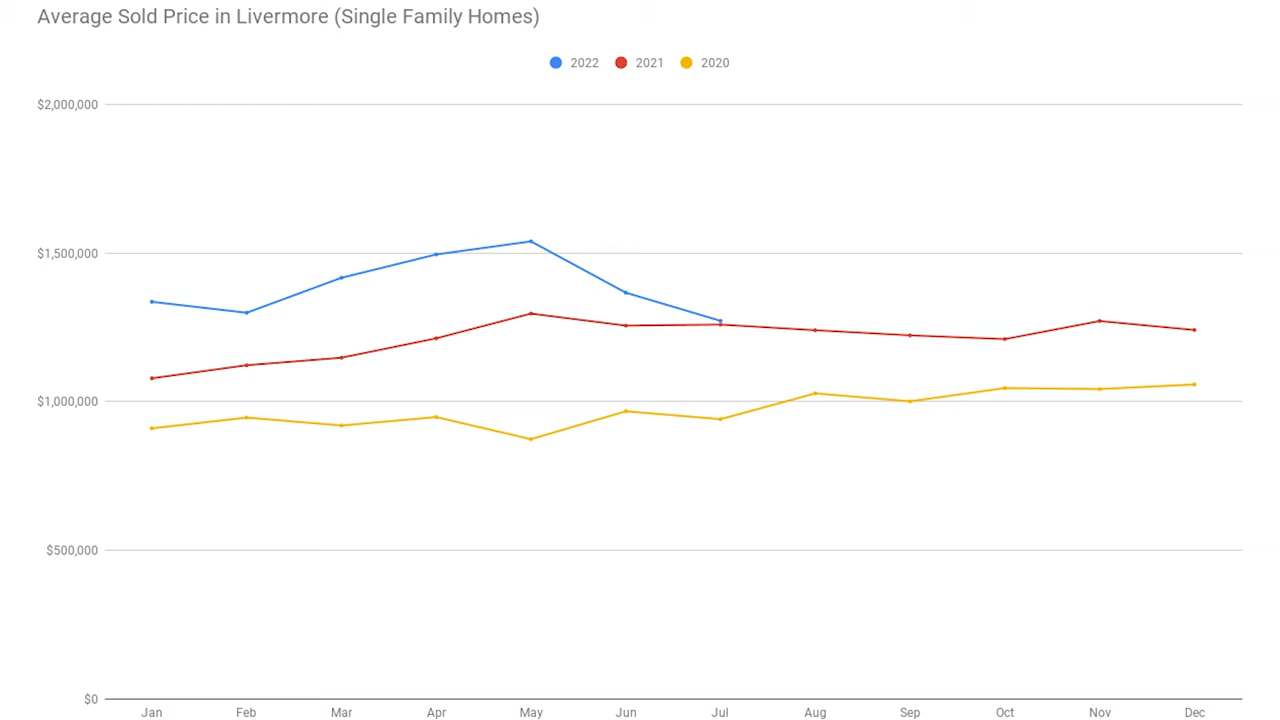 Average Sold Price in Livermore (Single Family Homes)
2022 2021 2020
$2,000,000
$1,500,000
$1,000,000
$500,000
$0
Jan Feb Mar Apr May Jun Jul Aug Sep Oct Nov Dec